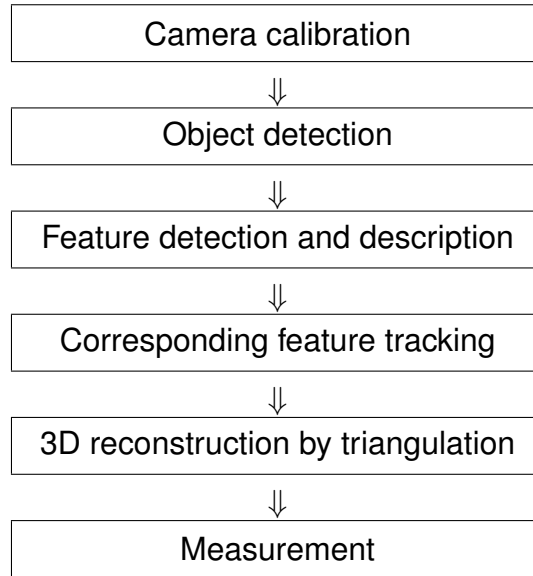 Camera calibration
⇓
Object detection
⇓
Feature detection and description
⇓
Corresponding feature tracking
⇓
3D reconstruction by triangulation
⇓
Measurement